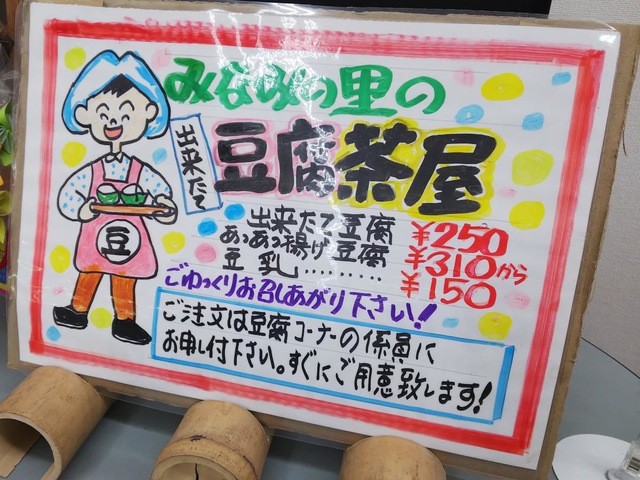 みなみの里の
出来たて
豆腐茶屋
出来たて豆腐 ¥250
あつあつ揚げ豆腐 ¥310から
豆乳.......... ¥150
ごゆっくりお召しあがり下さい!
ご注文は豆腐コーナーの係員に
お申し付下さい。すぐにご用意致します!
豆